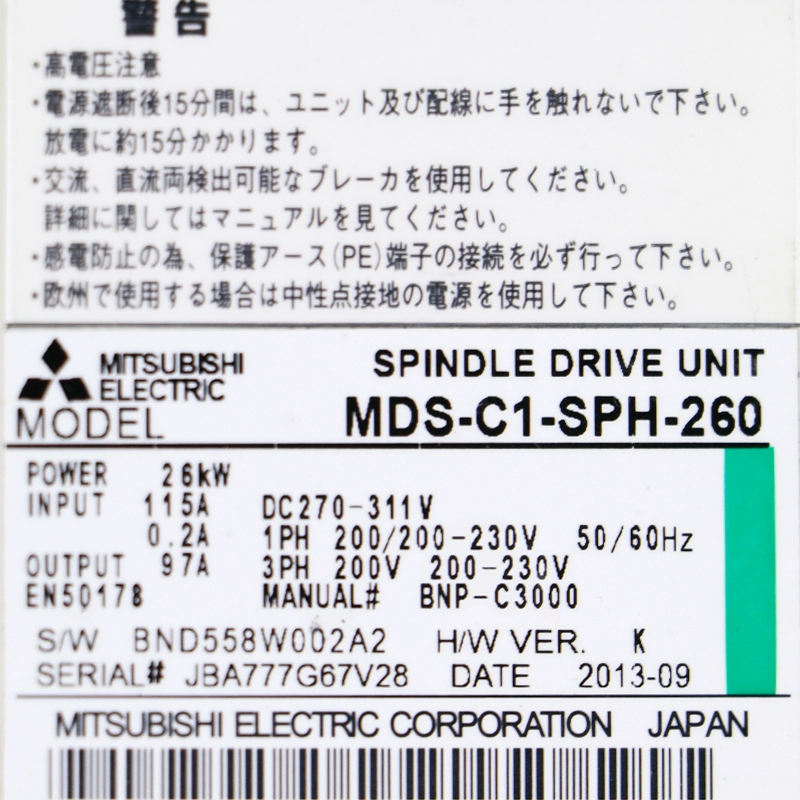 警告
・高電圧注意
・電源遮断後15分間は、ユニット及び配線に手を触れないで下さい。
放電に約15分かかります。
・交流、直流両検出可能なブレーカを使用してください。
詳細に関してはマニュアルを見てください。
・感電防止の為、保護アース(PE)端子の接続を必ず行って下さい。
・欧州で使用する場合は中性点接地の電源を使用して下さい。
MITSUBISHI
ELECTRIC
SPINDLE DRIVE UNIT
MODEL MDS-C1-SPH-260
POWER 26kW
INPUT 115A DC270-311V
0.2A 1PH 200/200-230V 50/60Hz
OUTPUT 97A 3PH 200V 200-230V
EN50178 MANUAL# BNP-C3000
S/W BND558W002A2 H/W VER. K
SERIAL# JBA777G67V28 DATE 2013-09
MITSUBISHI ELECTRIC CORPORATION JAPAN